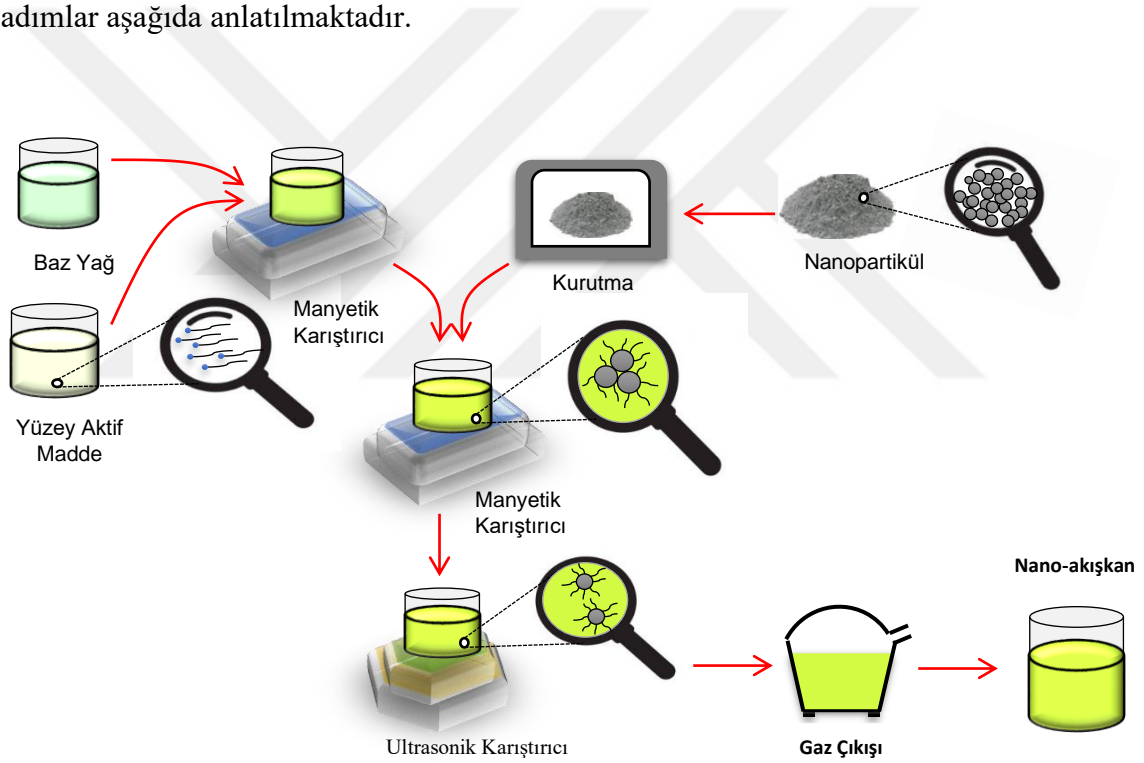 adımlar aşağıda anlatılmaktadır.
Baz Yağ
Manyetik
Karıştırıcı
Kurutma
Nanopartikül
Yüzey Aktif
Madde
Manyetik
Karıştırıcı
Ultrasonik Karıştırıcı
Gaz Çıkışı
Nano-akışkan